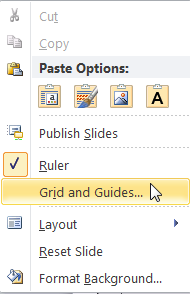 Cut
Copy
Paste Options:
a
A
Publish Slides
Ruler
Grid and Guides...
Layout
Reset Slide
Format Background...